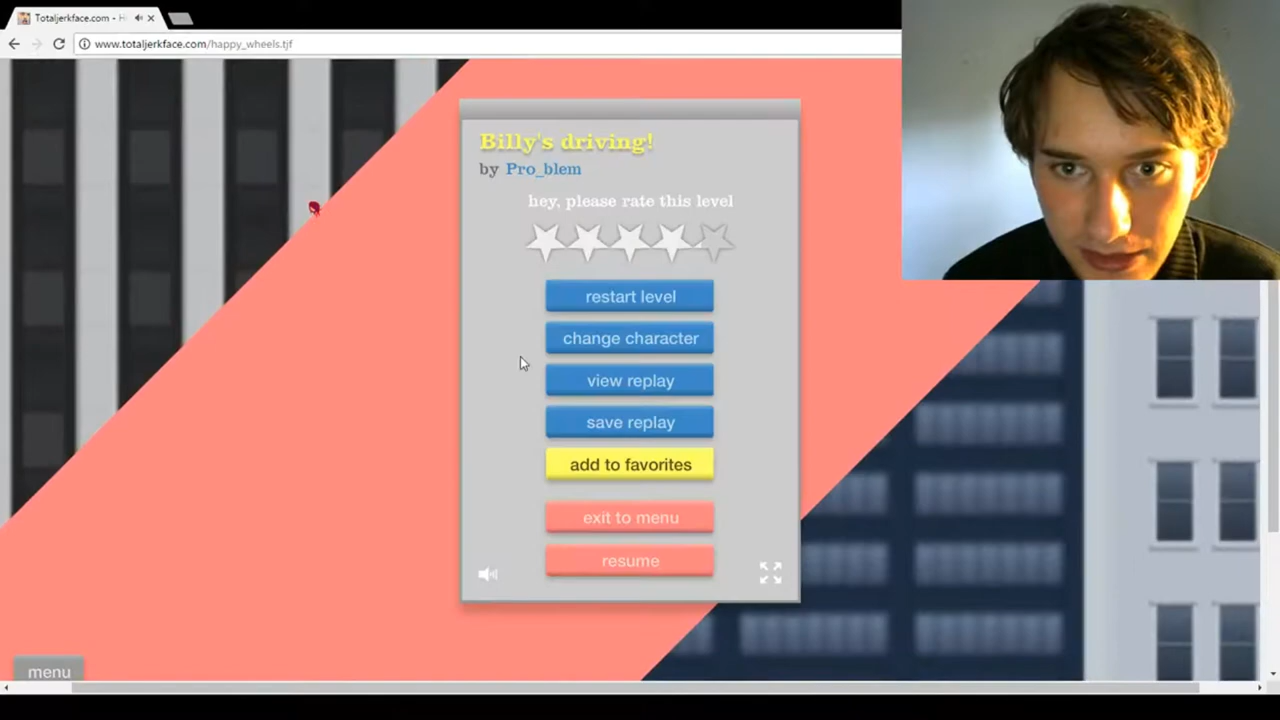 Totaljerkface.com - H
www.totaljerkface.com/happy_wheels.tjf
Billy's driving!
by Pro_blem
hey, please rate this level
restart level
change character
view replay
save replay
add to favorites
exit to menu
resume
menu